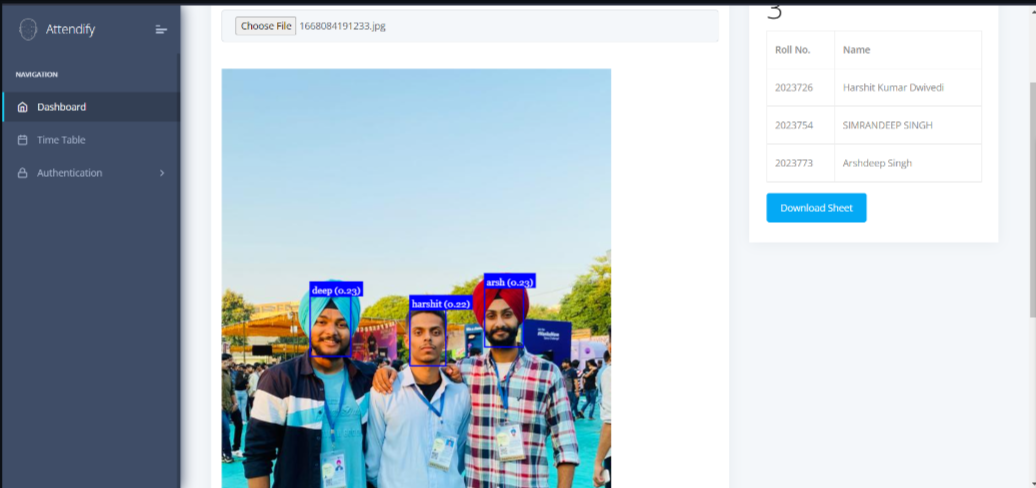 Attendify
NAVIGATION
Dashboard
Time Table
Authentication
Choose File 1668084191233.jpg
deep (0.23)
harshit (0.22)
arsh (0.23)
3
Roll No. Name
2023726 Harshit Kumar Dwivedi
2023754 SIMRANDEEP SINGH
2023773 Arshdeep Singh
Download Sheet